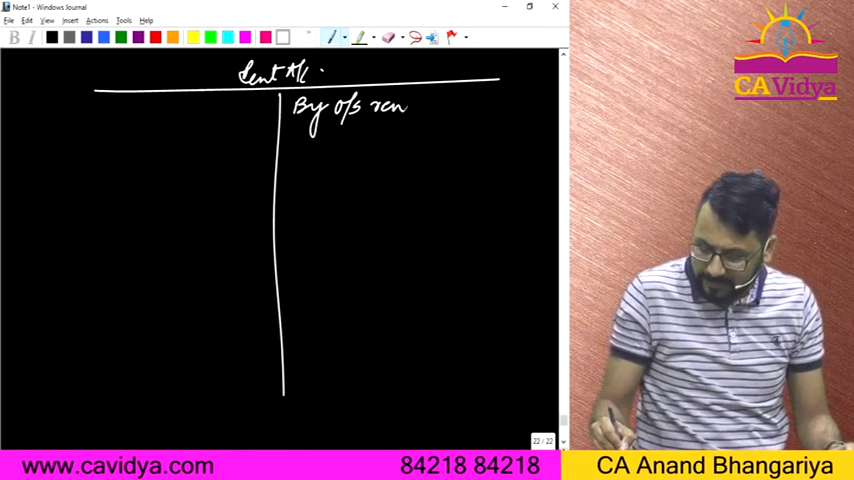 Note1 - Windows Journal
File Edit View Insert Actions Tools Help
B I
Rent A/c
By o/s ren
22 / 22
CA Vidya
www.cavidya.com 84218 84218 CA Anand Bhangariya